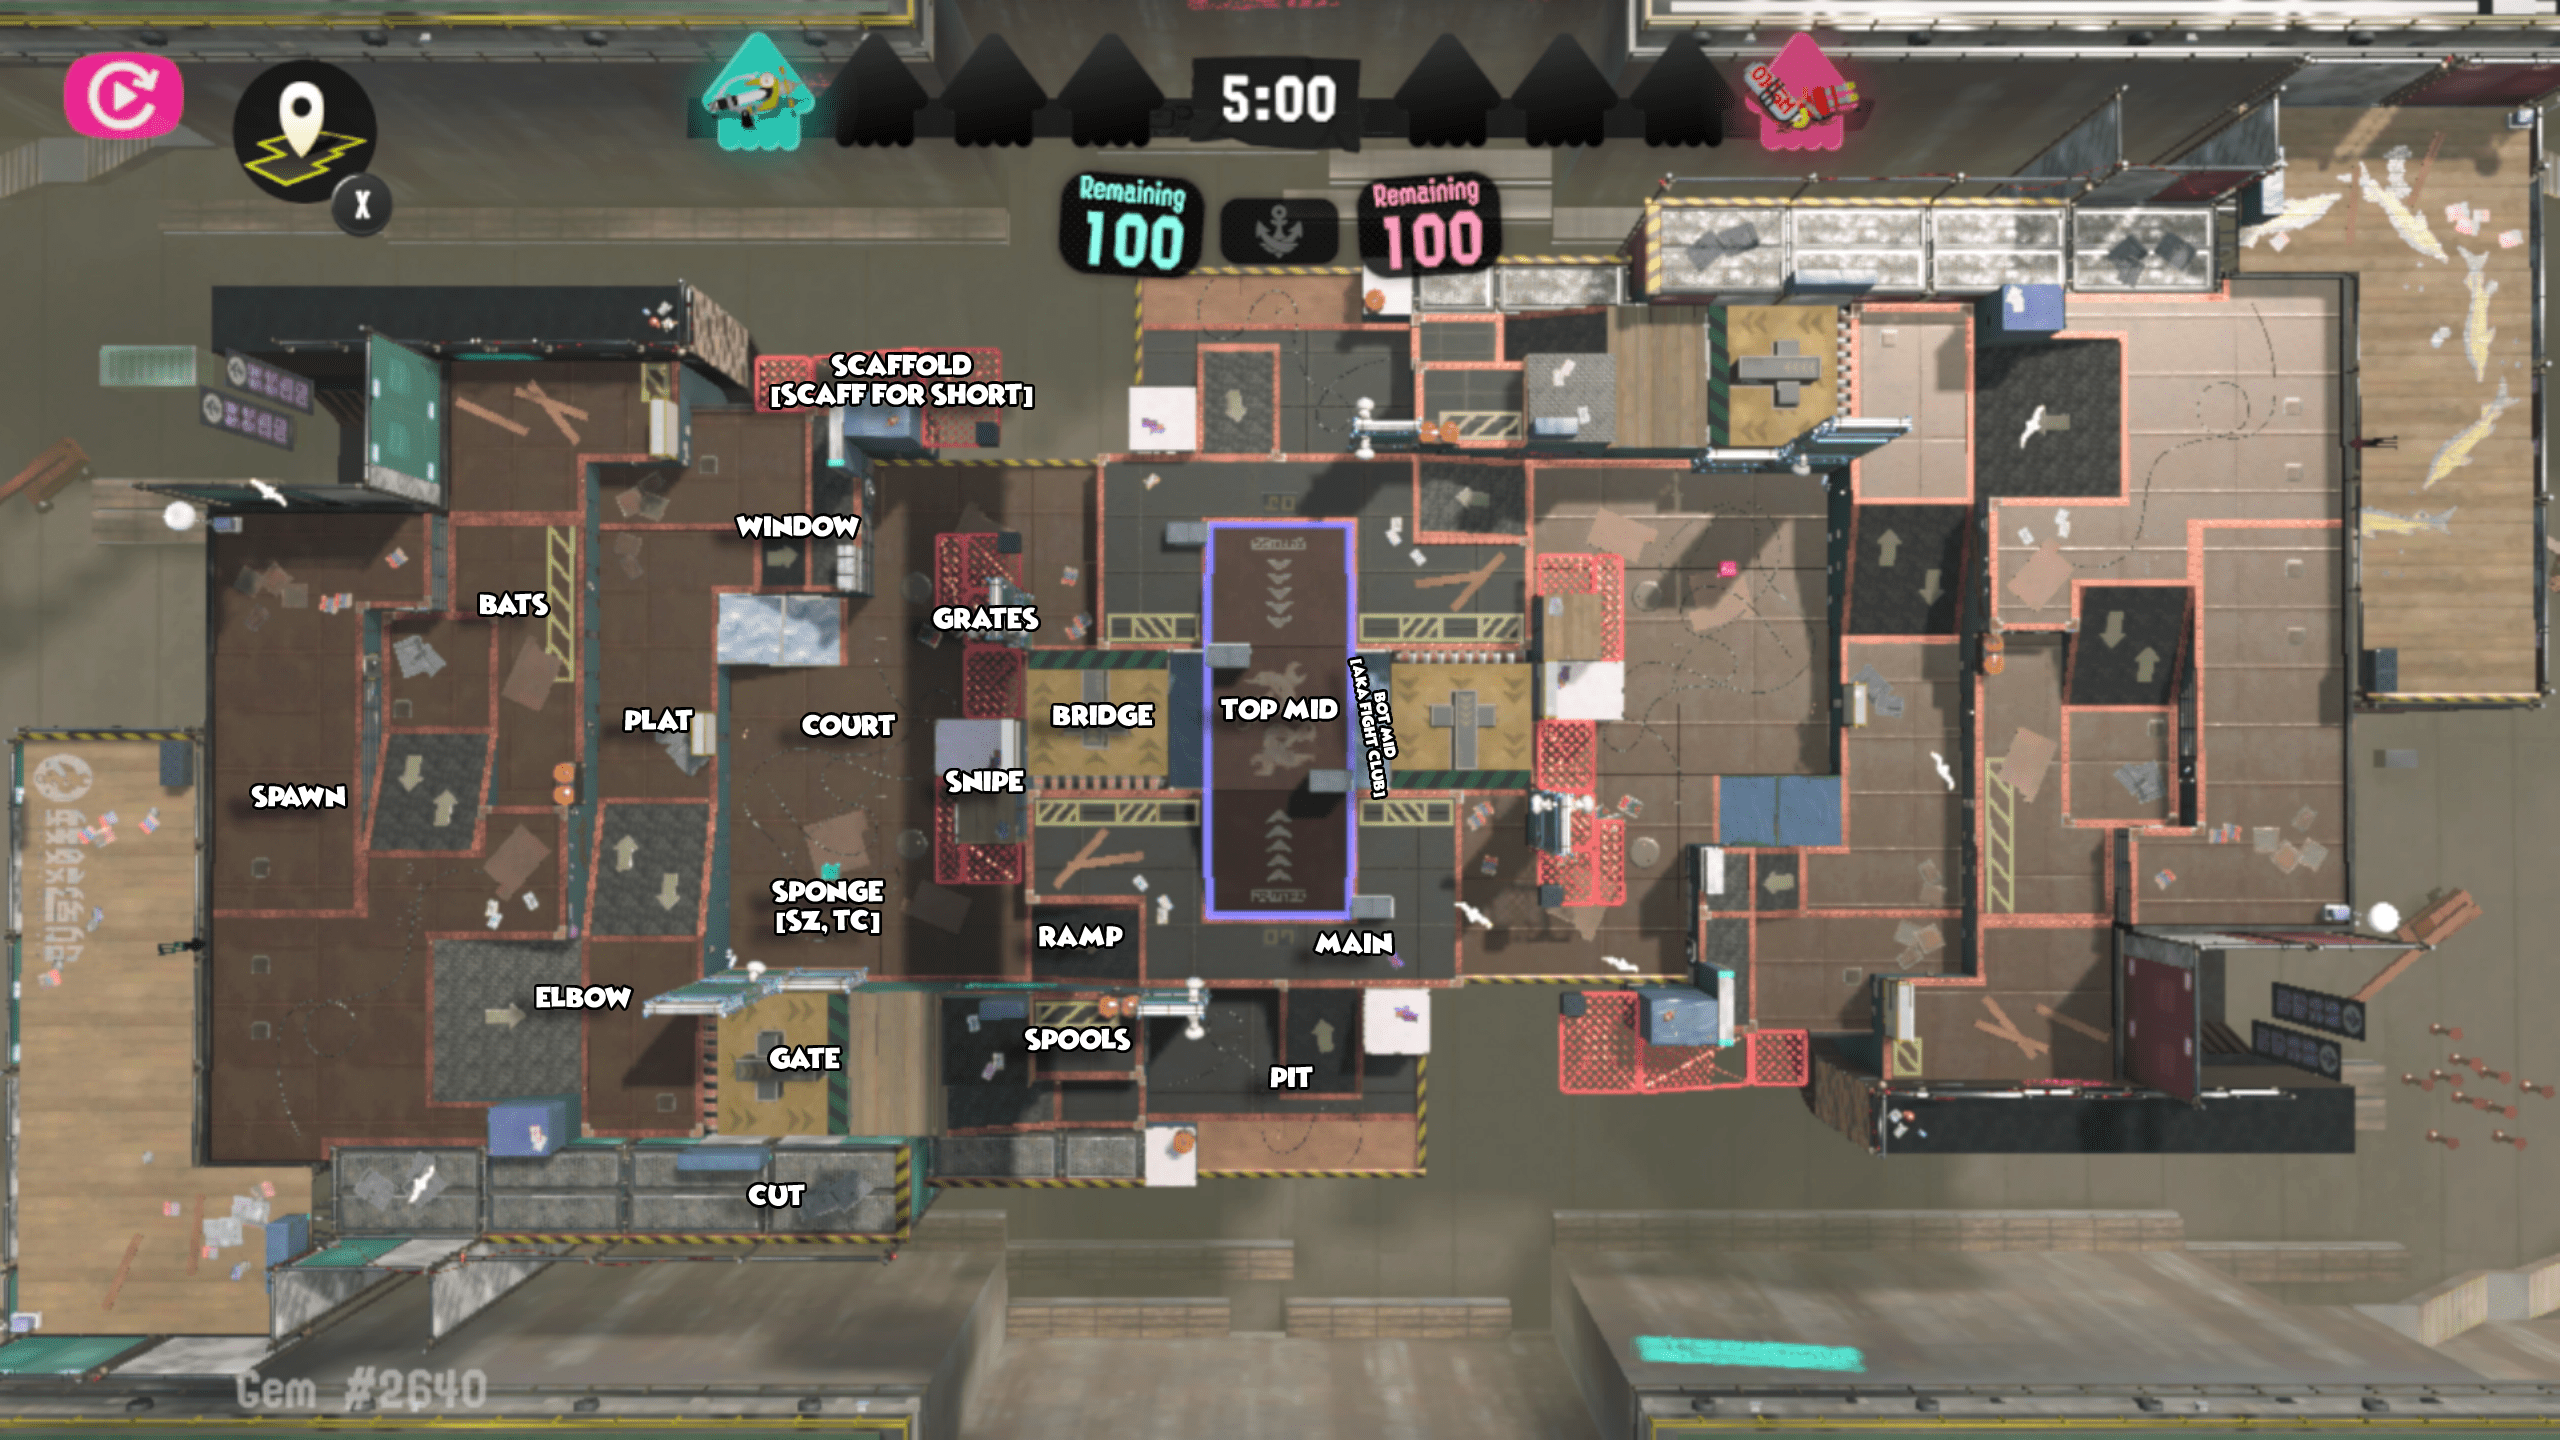 5:00
Remaining
100
Remaining
100
X
SCAFFOLD
[SCAFF FOR SHORT]
WINDOW
BATS
GRATES
PLAT
COURT
BRIDGE
TOP MID
BOT MID
[AKA FIGHT CLUB]
SNIPE
SPAWN
SPONGE
[SZ, TC]
RAMP
MAIN
ELBOW
SPOOLS
GATE
PIT
CUT
Gem #2640